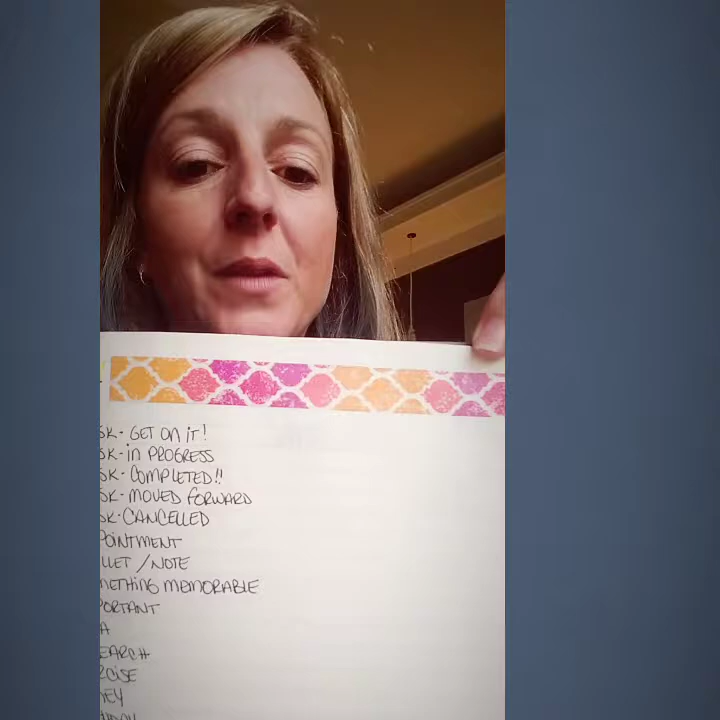 SK - GET ON IT!
SK - IN PROGRESS
SK - COMPLETED!!
SK - MOVED FORWARD
SK - CANCELLED
POINTMENT
LLET / NOTE
METHING MEMORABLE
PORTANT
A
EARCH
RCISE
NEY